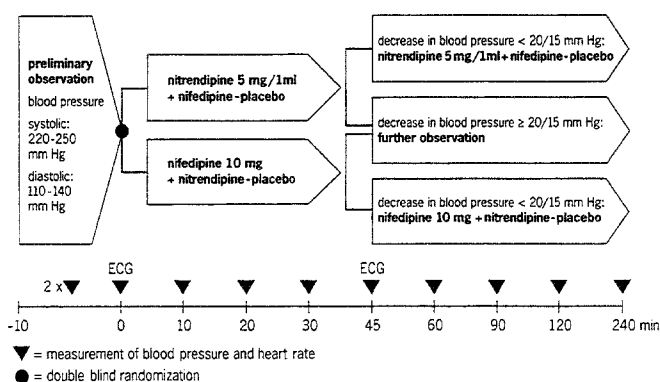 preliminary
observation
blood pressure
systolic:
220-250
mm Hg
diastolic:
110-140
mm Hg
nitrendipine 5 mg/1ml
+ nifedipine-placebo
nifedipine 10 mg
+ nitrendipine-placebo
decrease in blood pressure < 20/15 mm Hg:
nitrendipine 5 mg/1ml + nifedipine-placebo
decrease in blood pressure ≥ 20/15 mm Hg:
further observation
decrease in blood pressure < 20/15 mm Hg:
nifedipine 10 mg + nitrendipine-placebo
ECG ECG
2 x
-10 0 10 20 30 45 60 90 120 240 min
▼ = measurement of blood pressure and heart rate
● = double blind randomization